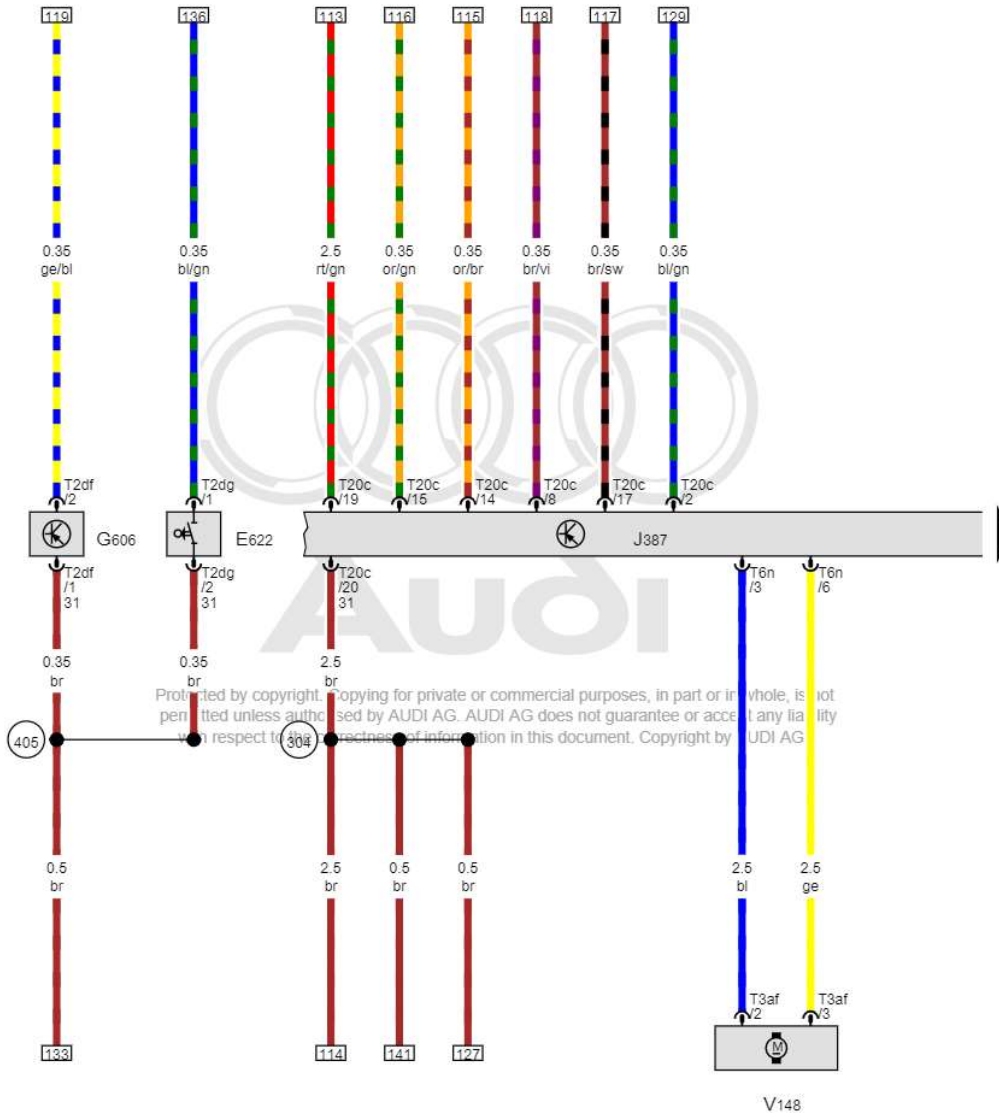 119 136 113 116 115 118 117 129
0.35 0.35 2.5 0.35 0.35 0.35 0.35 0.35
ge/bl bl/gn rt/gn or/gn or/br br/vi br/sw bl/gn
T2df T2dg T20c T20c T20c T20c T20c T20c
/2 /1 /19 /15 /14 /8 /17 /2
G606 E622 J387
T2df T2dg T20c T6n T6n
/1 /2 /20 /3 /6
31 31 31
Audi
0.35 0.35 2.5
br br br
Protected by copyright. Copying for private or commercial purposes, in part or in whole, is not
permitted unless authorised by AUDI AG. AUDI AG does not guarantee or accept any liability
with respect to the correctness of information in this document. Copyright by AUDI AG.
405 304
0.5 2.5 0.5 0.5 2.5 2.5
br br br br bl ge
T3af T3af
/2 /3
133 114 141 127
M
V148